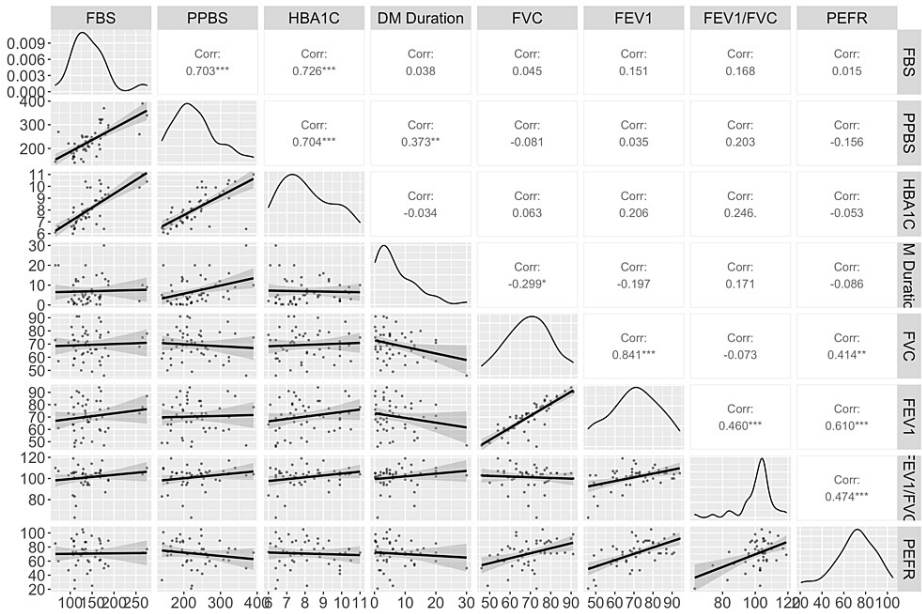 FBS PPBS HBA1C DM Duration FVC FEV1 FEV1/FVC PEFR
0.009
0.006
0.003
0.000
Corr: Corr: Corr: Corr: Corr: Corr: Corr:
0.703*** 0.726*** 0.038 0.045 0.151 0.168 0.015
FBS
400
300
200
Corr: Corr: Corr: Corr: Corr: Corr:
0.704*** 0.373** -0.081 0.035 0.203 -0.156
PPBS
11
10
9
8
7
6
Corr: Corr: Corr: Corr: Corr:
-0.034 0.063 0.206 0.246. -0.053
HBA1C
30
20
10
0
Corr: Corr: Corr: Corr:
-0.299* -0.197 0.171 -0.086
M Duratic
90
80
70
60
50
Corr: Corr: Corr:
0.841*** -0.073 0.414**
FVC
90
80
70
60
50
Corr: Corr:
0.460*** 0.610***
FEV1
120
100
80
Corr:
0.474***
FEV1/FVC
100
80
60
40
20
PEFR
100 150 200 250 200 300 400 6 7 8 9 10 11 0 10 20 30 50 60 70 80 90 50 60 70 80 90 80 100 120 20 40 60 80 100